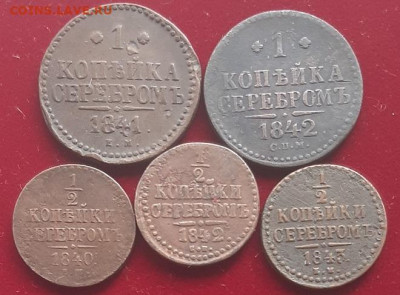 COINS.LAVE.RU
1
КОПѢЙКА
СЕРЕБРОМЪ
1841.
Е.М.
1
КОПѢЙКА
СЕРЕБРОМЪ
1842
С.П.М.
1/2
КОПѢЙКИ
СЕРЕБРОМЪ
1840
1/2
КОПѢЙКИ
СЕРЕБРОМЪ
1842
1/2
КОПѢЙКИ
СЕРЕБРОМЪ
1843